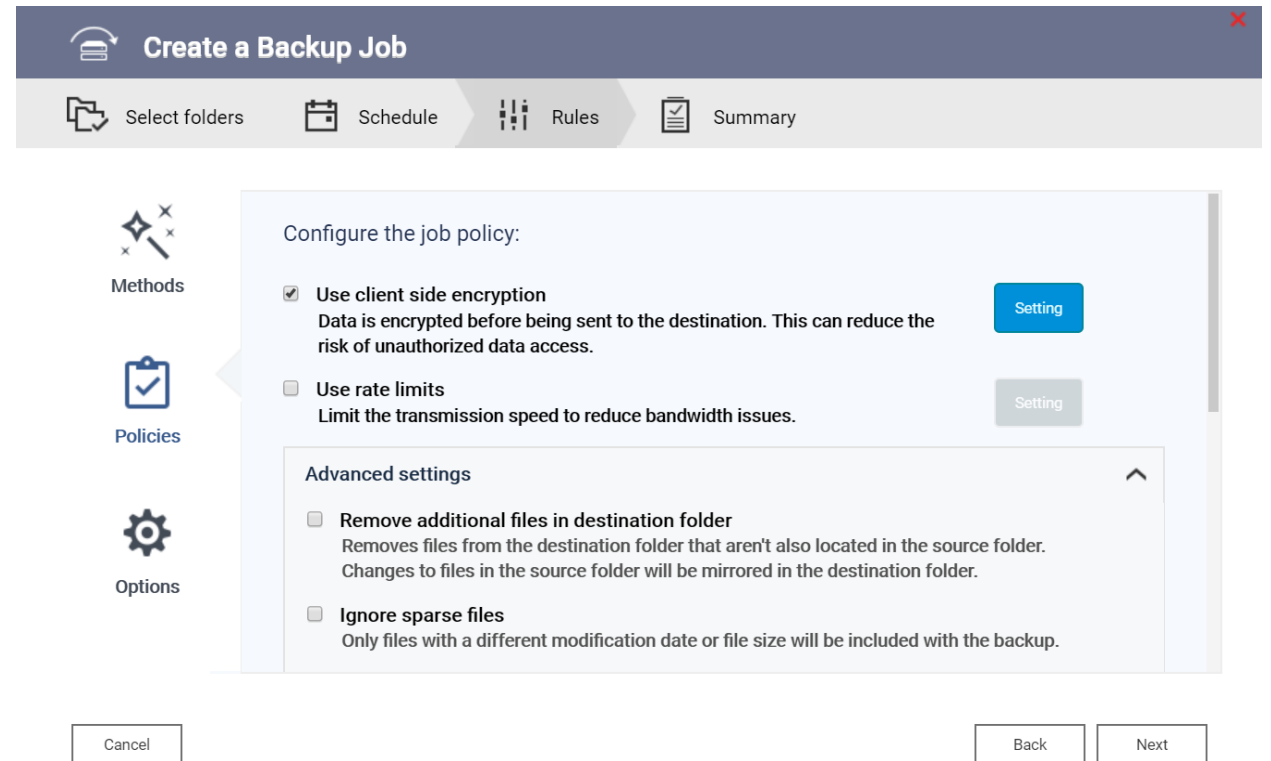 Create a Backup Job
Select folders
Schedule
Rules
Summary
Methods
Policies
Options
Configure the job policy:
Use client side encryption
Data is encrypted before being sent to the destination. This can reduce the
risk of unauthorized data access.
Setting
Use rate limits
Limit the transmission speed to reduce bandwidth issues.
Setting
Advanced settings
Remove additional files in destination folder
Removes files from the destination folder that aren't also located in the source folder.
Changes to files in the source folder will be mirrored in the destination folder.
Ignore sparse files
Only files with a different modification date or file size will be included with the backup.
Cancel
Back
Next